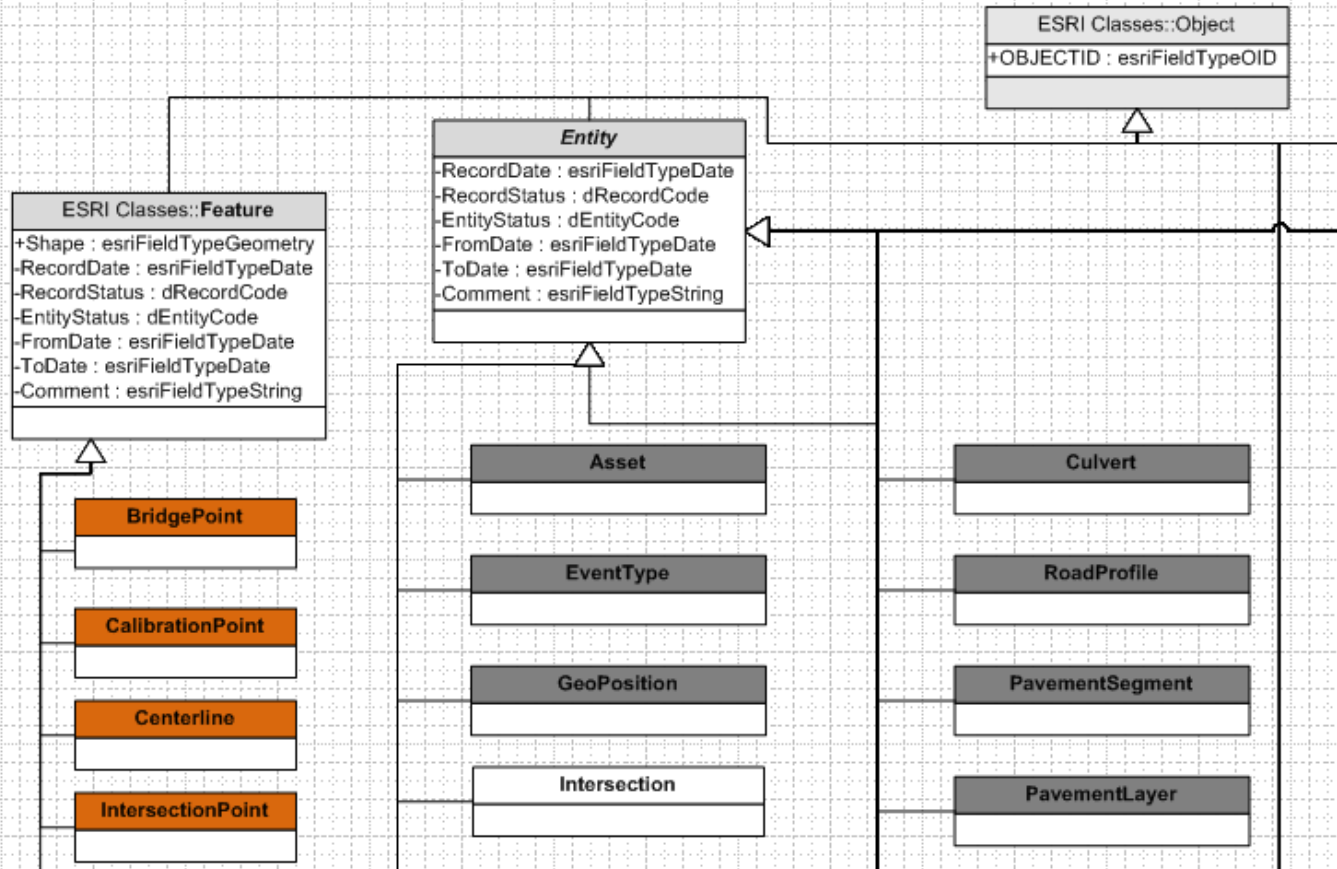 ESRI Classes::Object
+OBJECTID : esriFieldTypeOID
Entity
-RecordDate : esriFieldTypeDate
-RecordStatus : dRecordCode
-EntityStatus : dEntityCode
-FromDate : esriFieldTypeDate
-ToDate : esriFieldTypeDate
-Comment : esriFieldTypeString
ESRI Classes::Feature
+Shape : esriFieldTypeGeometry
-RecordDate : esriFieldTypeDate
-RecordStatus : dRecordCode
-EntityStatus : dEntityCode
-FromDate : esriFieldTypeDate
-ToDate : esriFieldTypeDate
-Comment : esriFieldTypeString
BridgePoint
CalibrationPoint
Centerline
IntersectionPoint
Asset
EventType
GeoPosition
Intersection
Culvert
RoadProfile
PavementSegment
PavementLayer